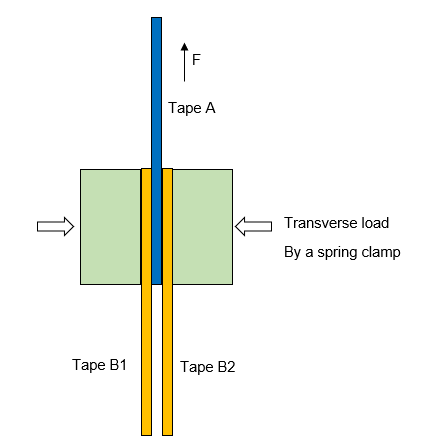 F
Tape A
Transverse load
By a spring clamp
Tape B1
Tape B2